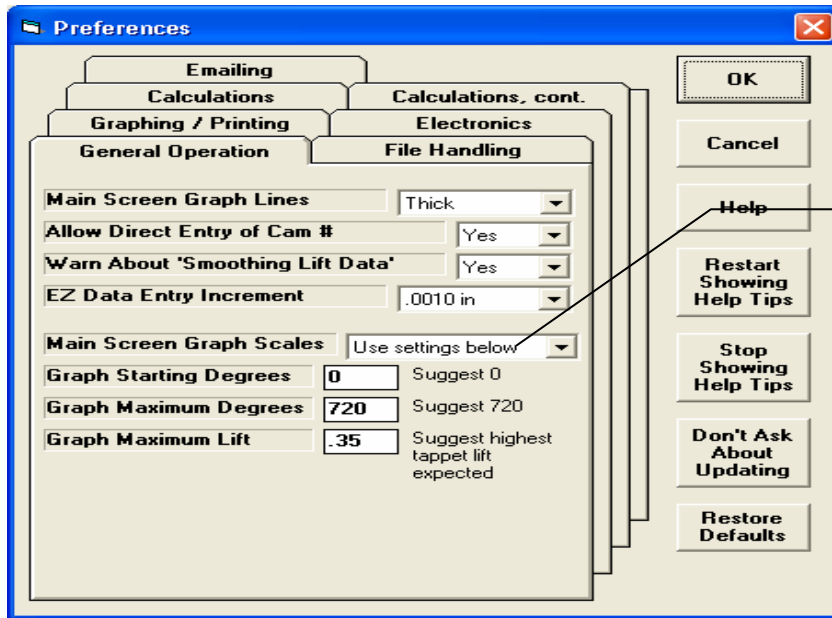 Preferences
Emailing
Calculations
Calculations, cont.
Graphing / Printing
Electronics
General Operation
File Handling
Main Screen Graph Lines
Thick
Allow Direct Entry of Cam #
Yes
Warn About 'Smoothing Lift Data'
Yes
EZ Data Entry Increment
.0010 in
Main Screen Graph Scales
Use settings below
Graph Starting Degrees
0
Suggest 0
Graph Maximum Degrees
720
Suggest 720
Graph Maximum Lift
.35
Suggest highest
tappet lift
expected
OK
Cancel
Help
Restart
Showing
Help Tips
Stop
Showing
Help Tips
Don't Ask
About
Updating
Restore
Defaults